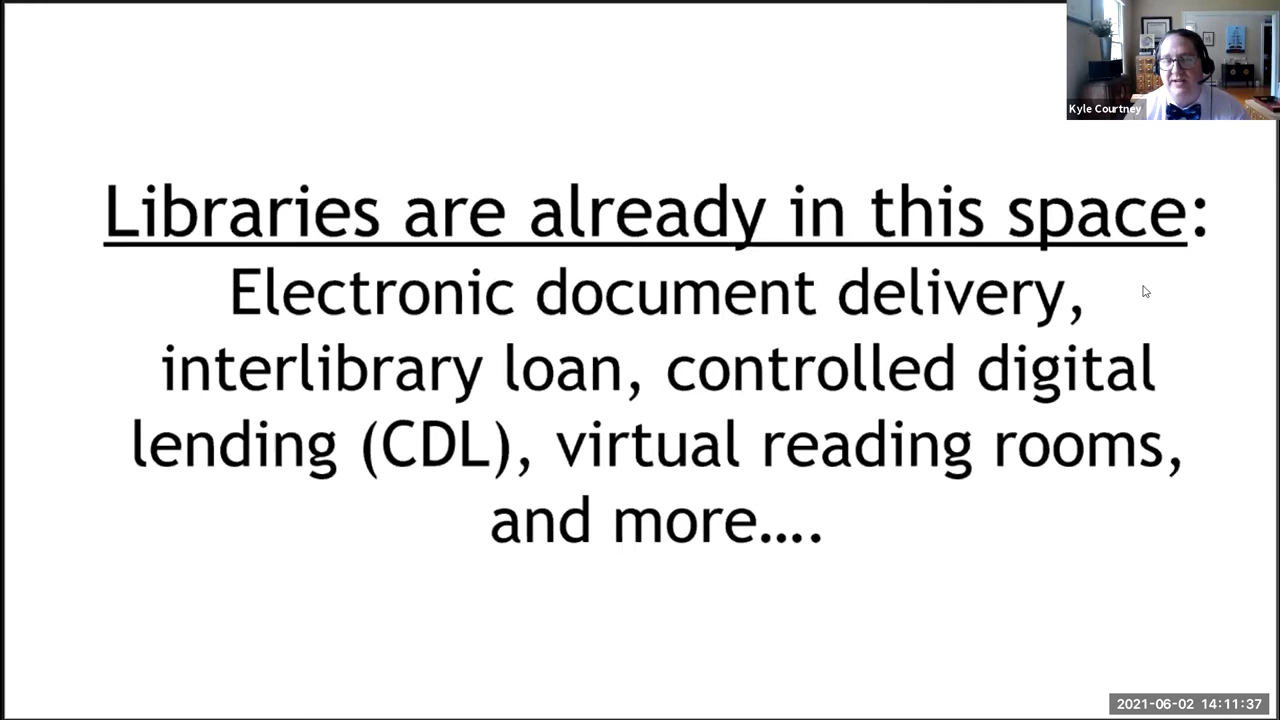 Kyle Courtney
Libraries are already in this space:
Electronic document delivery,
interlibrary loan, controlled digital
lending (CDL), virtual reading rooms,
and more....
2021-06-02 14:11:37